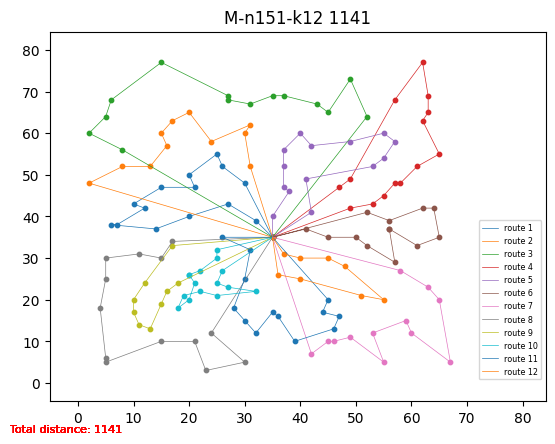 M-n151-k12 1141
80
70
60
50
40
30
20
10
0
route 1
route 2
route 3
route 4
route 5
route 6
route 7
route 8
route 9
route 10
route 11
route 12
0 10 20 30 40 50 60 70 80
Total distance: 1141